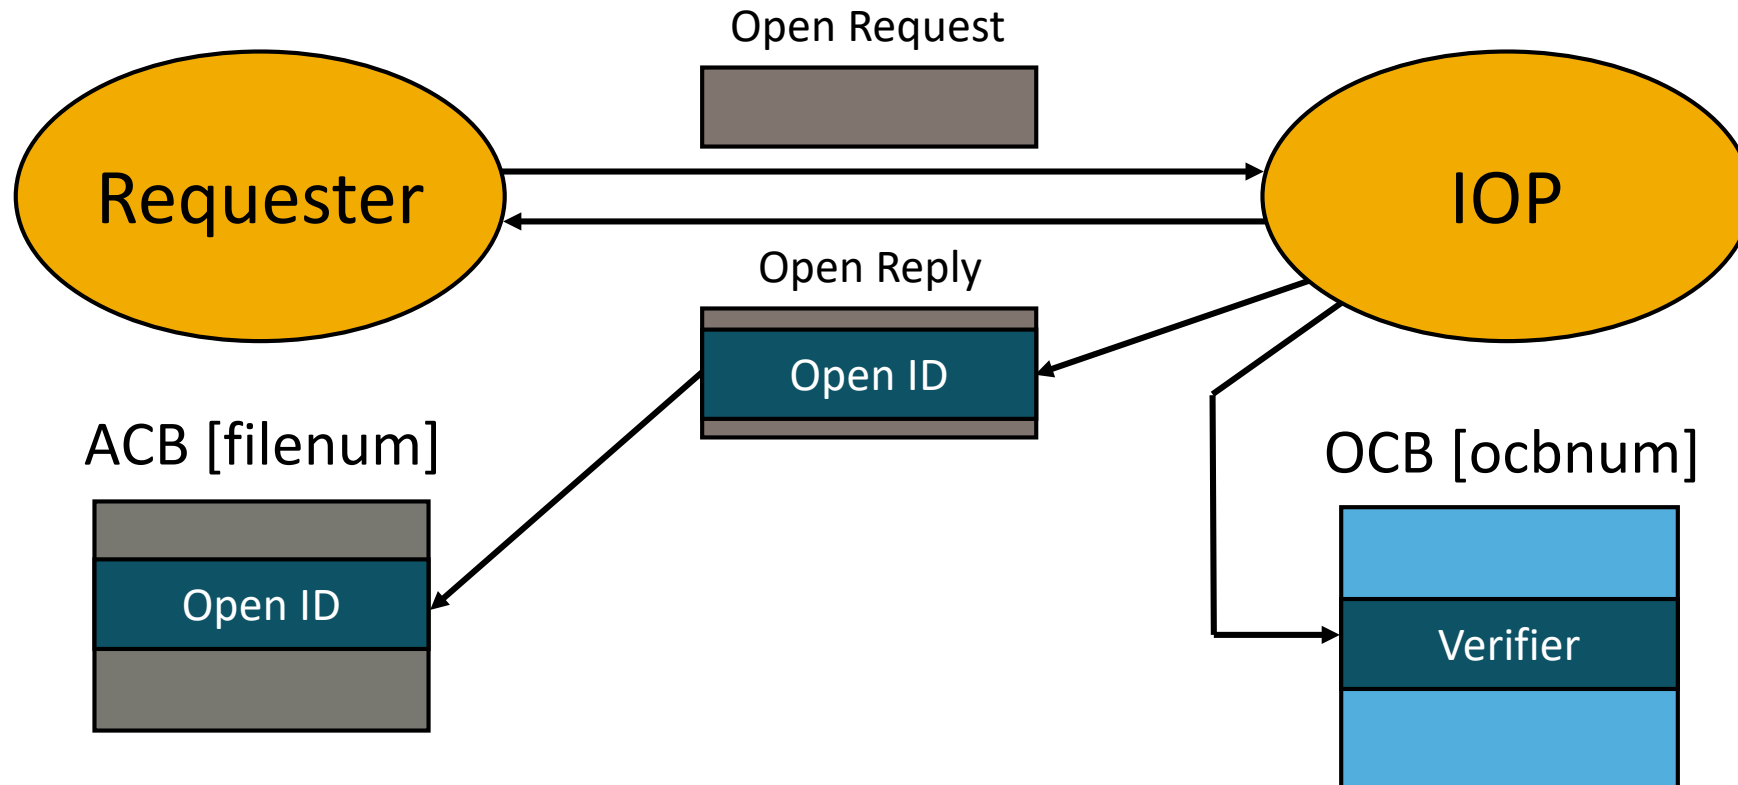 Open Request
Requester
IOP
Open Reply
Open ID
ACB [filenum]
OCB [ocbnum]
Open ID
Verifier